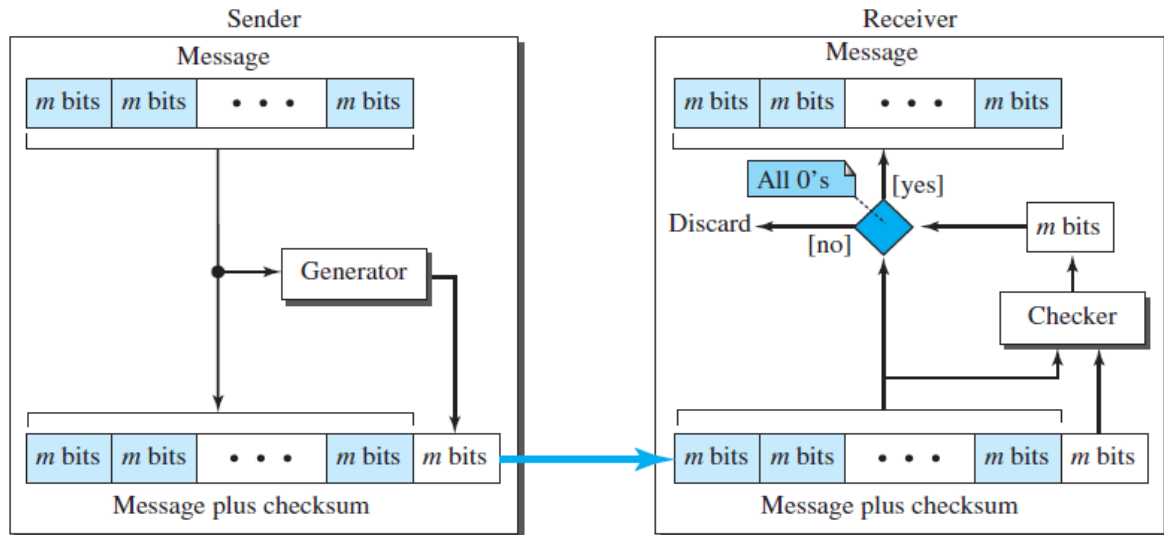 Sender
Message
m bits m bits • • • m bits
Generator
m bits m bits • • • m bits m bits
Message plus checksum
Receiver
Message
m bits m bits • • • m bits
All 0's
[yes]
Discard
[no]
m bits
Checker
m bits m bits • • • m bits m bits
Message plus checksum